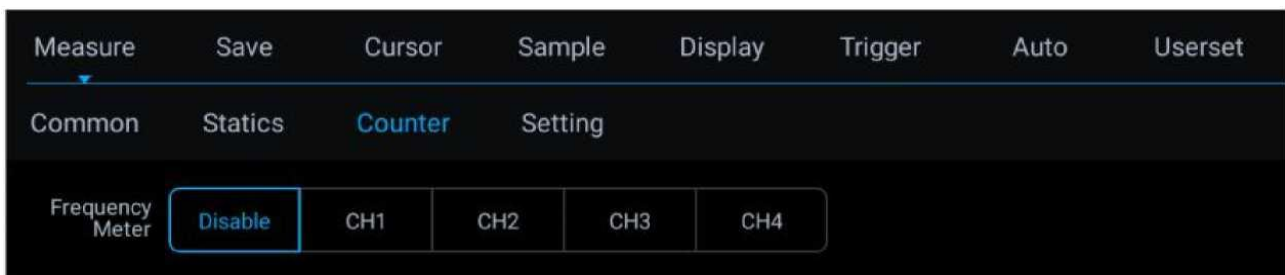 Measure Save Cursor Sample Display Trigger Auto Userset
Common Statics Counter Setting
Frequency
Meter
Disable CH1 CH2 CH3 CH4